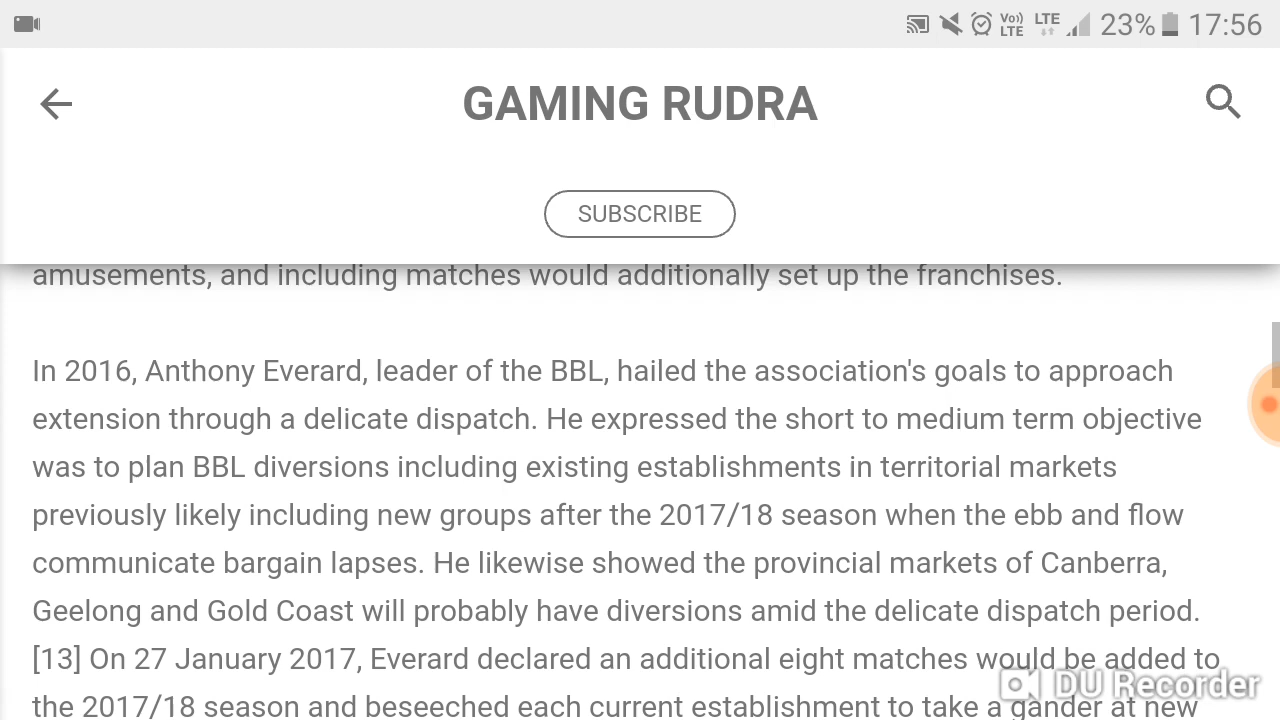 Vo))
LTE
LTE
23%
17:56
GAMING RUDRA
SUBSCRIBE
amusements, and including matches would additionally set up the franchises.
In 2016, Anthony Everard, leader of the BBL, hailed the association's goals to approach
extension through a delicate dispatch. He expressed the short to medium term objective
was to plan BBL diversions including existing establishments in territorial markets
previously likely including new groups after the 2017/18 season when the ebb and flow
communicate bargain lapses. He likewise showed the provincial markets of Canberra,
Geelong and Gold Coast will probably have diversions amid the delicate dispatch period.
[13] On 27 January 2017, Everard declared an additional eight matches would be added to
the 2017/18 season and beseeched each current establishment to take a gander at new
DU Recorder